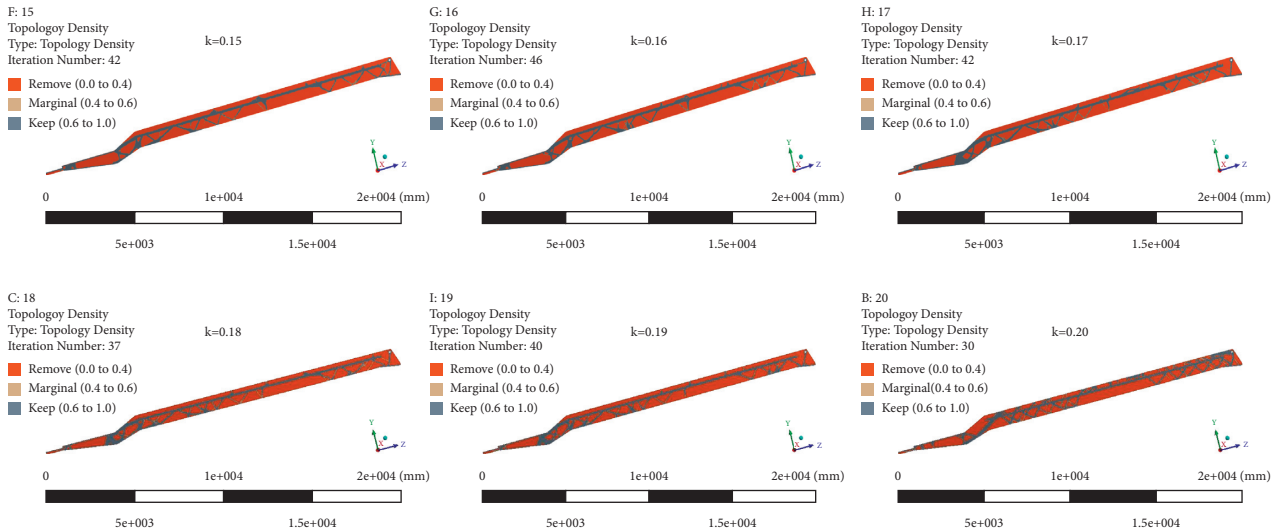 F: 15
Topologoy Density
Type: Topology Density
Iteration Number: 42
k=0.15
Remove (0.0 to 0.4)
Marginal (0.4 to 0.6)
Keep (0.6 to 1.0)
Y
X
Z
0
1e+004
2e+004 (mm)
5e+003
1.5e+004
G: 16
Topologoy Density
Type: Topology Density
Iteration Number: 46
k=0.16
Remove (0.0 to 0.4)
Marginal (0.4 to 0.6)
Keep (0.6 to 1.0)
Y
X
Z
0
1e+004
2e+004 (mm)
5e+003
1.5e+004
H: 17
Topologoy Density
Type: Topology Density
Iteration Number: 42
k=0.17
Remove (0.0 to 0.4)
Marginal (0.4 to 0.6)
Keep (0.6 to 1.0)
Y
X
Z
0
1e+004
2e+004 (mm)
5e+003
1.5e+004
C: 18
Topologoy Density
Type: Topology Density
Iteration Number: 37
k=0.18
Remove (0.0 to 0.4)
Marginal (0.4 to 0.6)
Keep (0.6 to 1.0)
Y
X
Z
0
1e+004
2e+004 (mm)
5e+003
1.5e+004
I: 19
Topologoy Density
Type: Topology Density
Iteration Number: 40
k=0.19
Remove (0.0 to 0.4)
Marginal (0.4 to 0.6)
Keep (0.6 to 1.0)
Y
X
Z
0
1e+004
2e+004 (mm)
5e+003
1.5e+004
B: 20
Topologoy Density
Type: Topology Density
Iteration Number: 30
k=0.20
Remove (0.0 to 0.4)
Marginal(0.4 to 0.6)
Keep (0.6 to 1.0)
Y
X
Z
0
1e+004
2e+004 (mm)
5e+003
1.5e+004